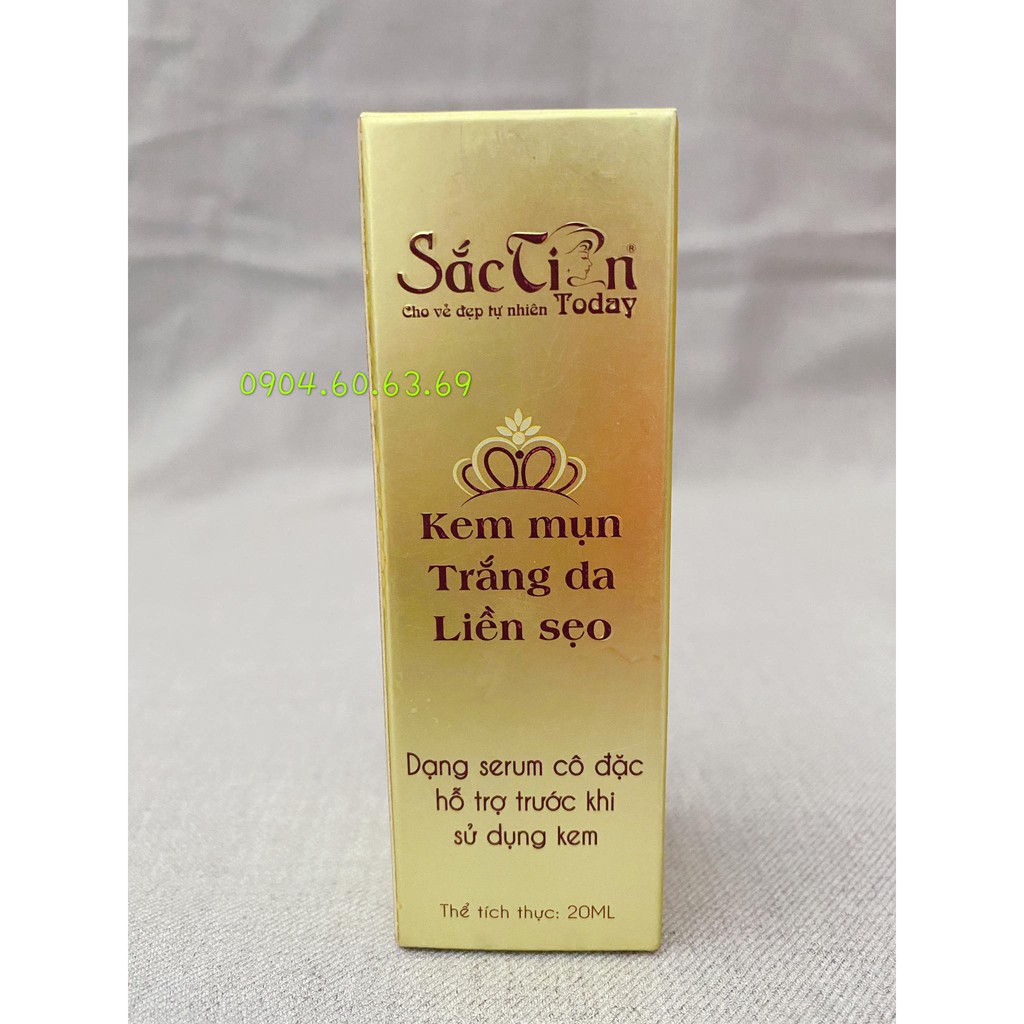 SắcTiên®
Cho vẻ đẹp tự nhiên Today
0904.60.63.69
Kem mụn
Trắng da
Liền sẹo
Dạng serum cô đặc
hỗ trợ trước khi
sử dụng kem
Thể tích thực: 20ML